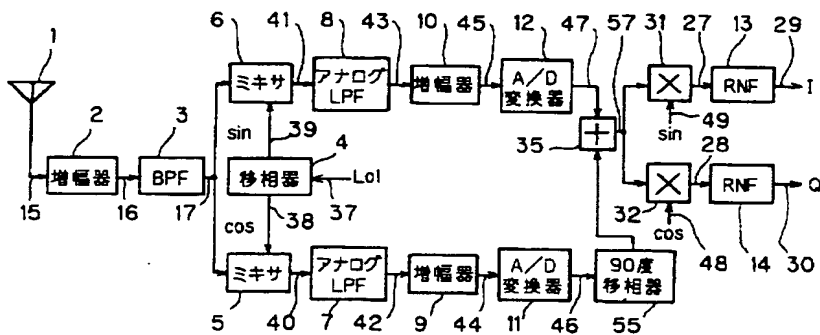 6 41 8 43 10 45 12 47 57 31 27 13 29
1
ミキサ
アナログ
LPF
増幅器
A/D
変換器
×
RNF
I
2
3
sin
39
4
35
+
sin
49
増幅器
BPF
移相器
Lo1
28
15
16
17
cos
38
37
×
RNF
Q
32
cos
48
14
30
ミキサ
アナログ
LPF
増幅器
A/D
変換器
90度
移相器
5 40 7 42 9 44 11 46 55